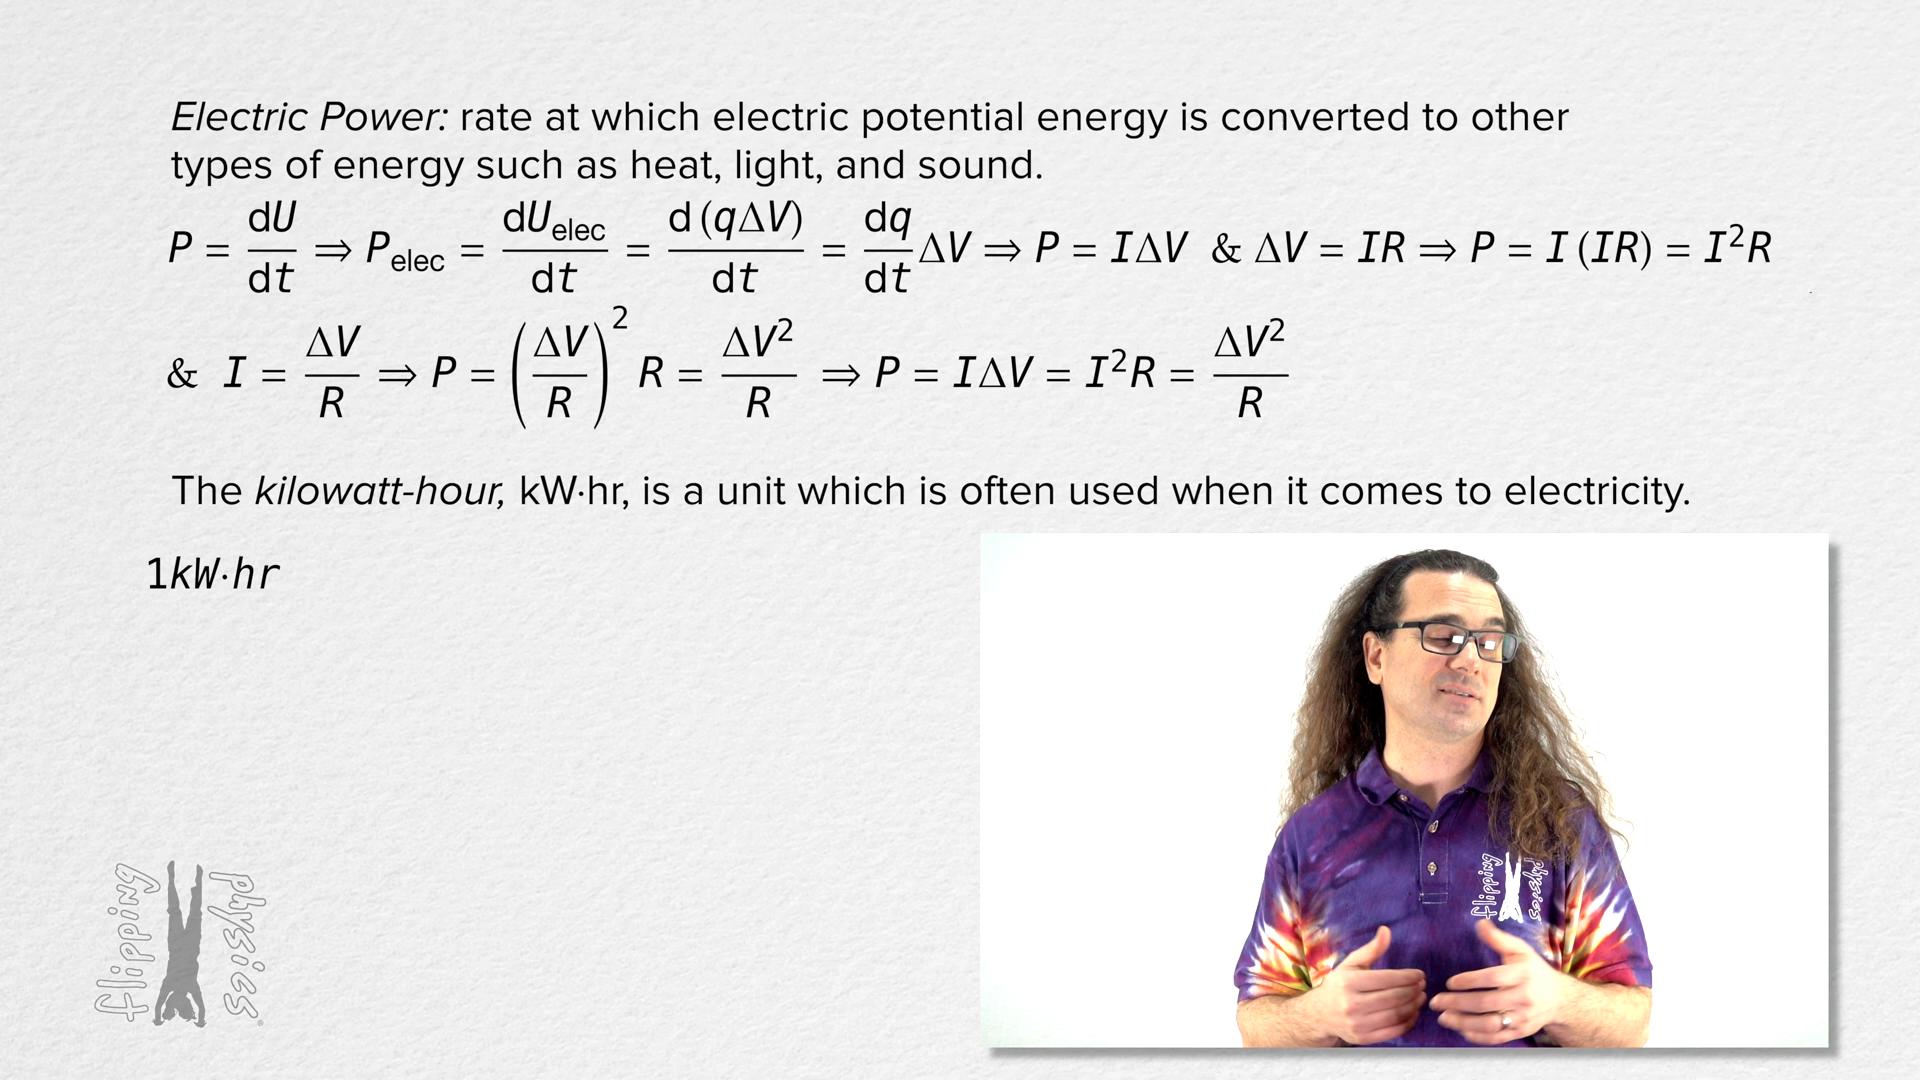 Electric Power: rate at which electric potential energy is converted to other
types of energy such as heat, light, and sound.
P = dU/dt ⇒ P_elec = dU_elec/dt = d(qΔV)/dt = dq/dt ΔV ⇒ P = IΔV & ΔV = IR ⇒ P = I(IR) = I²R
& I = ΔV/R ⇒ P = (ΔV/R)² R = ΔV²/R ⇒ P = IΔV = I²R = ΔV²/R
The kilowatt-hour, kW·hr, is a unit which is often used when it comes to electricity.
1kW·hr
flipping
physics
flipping
physics